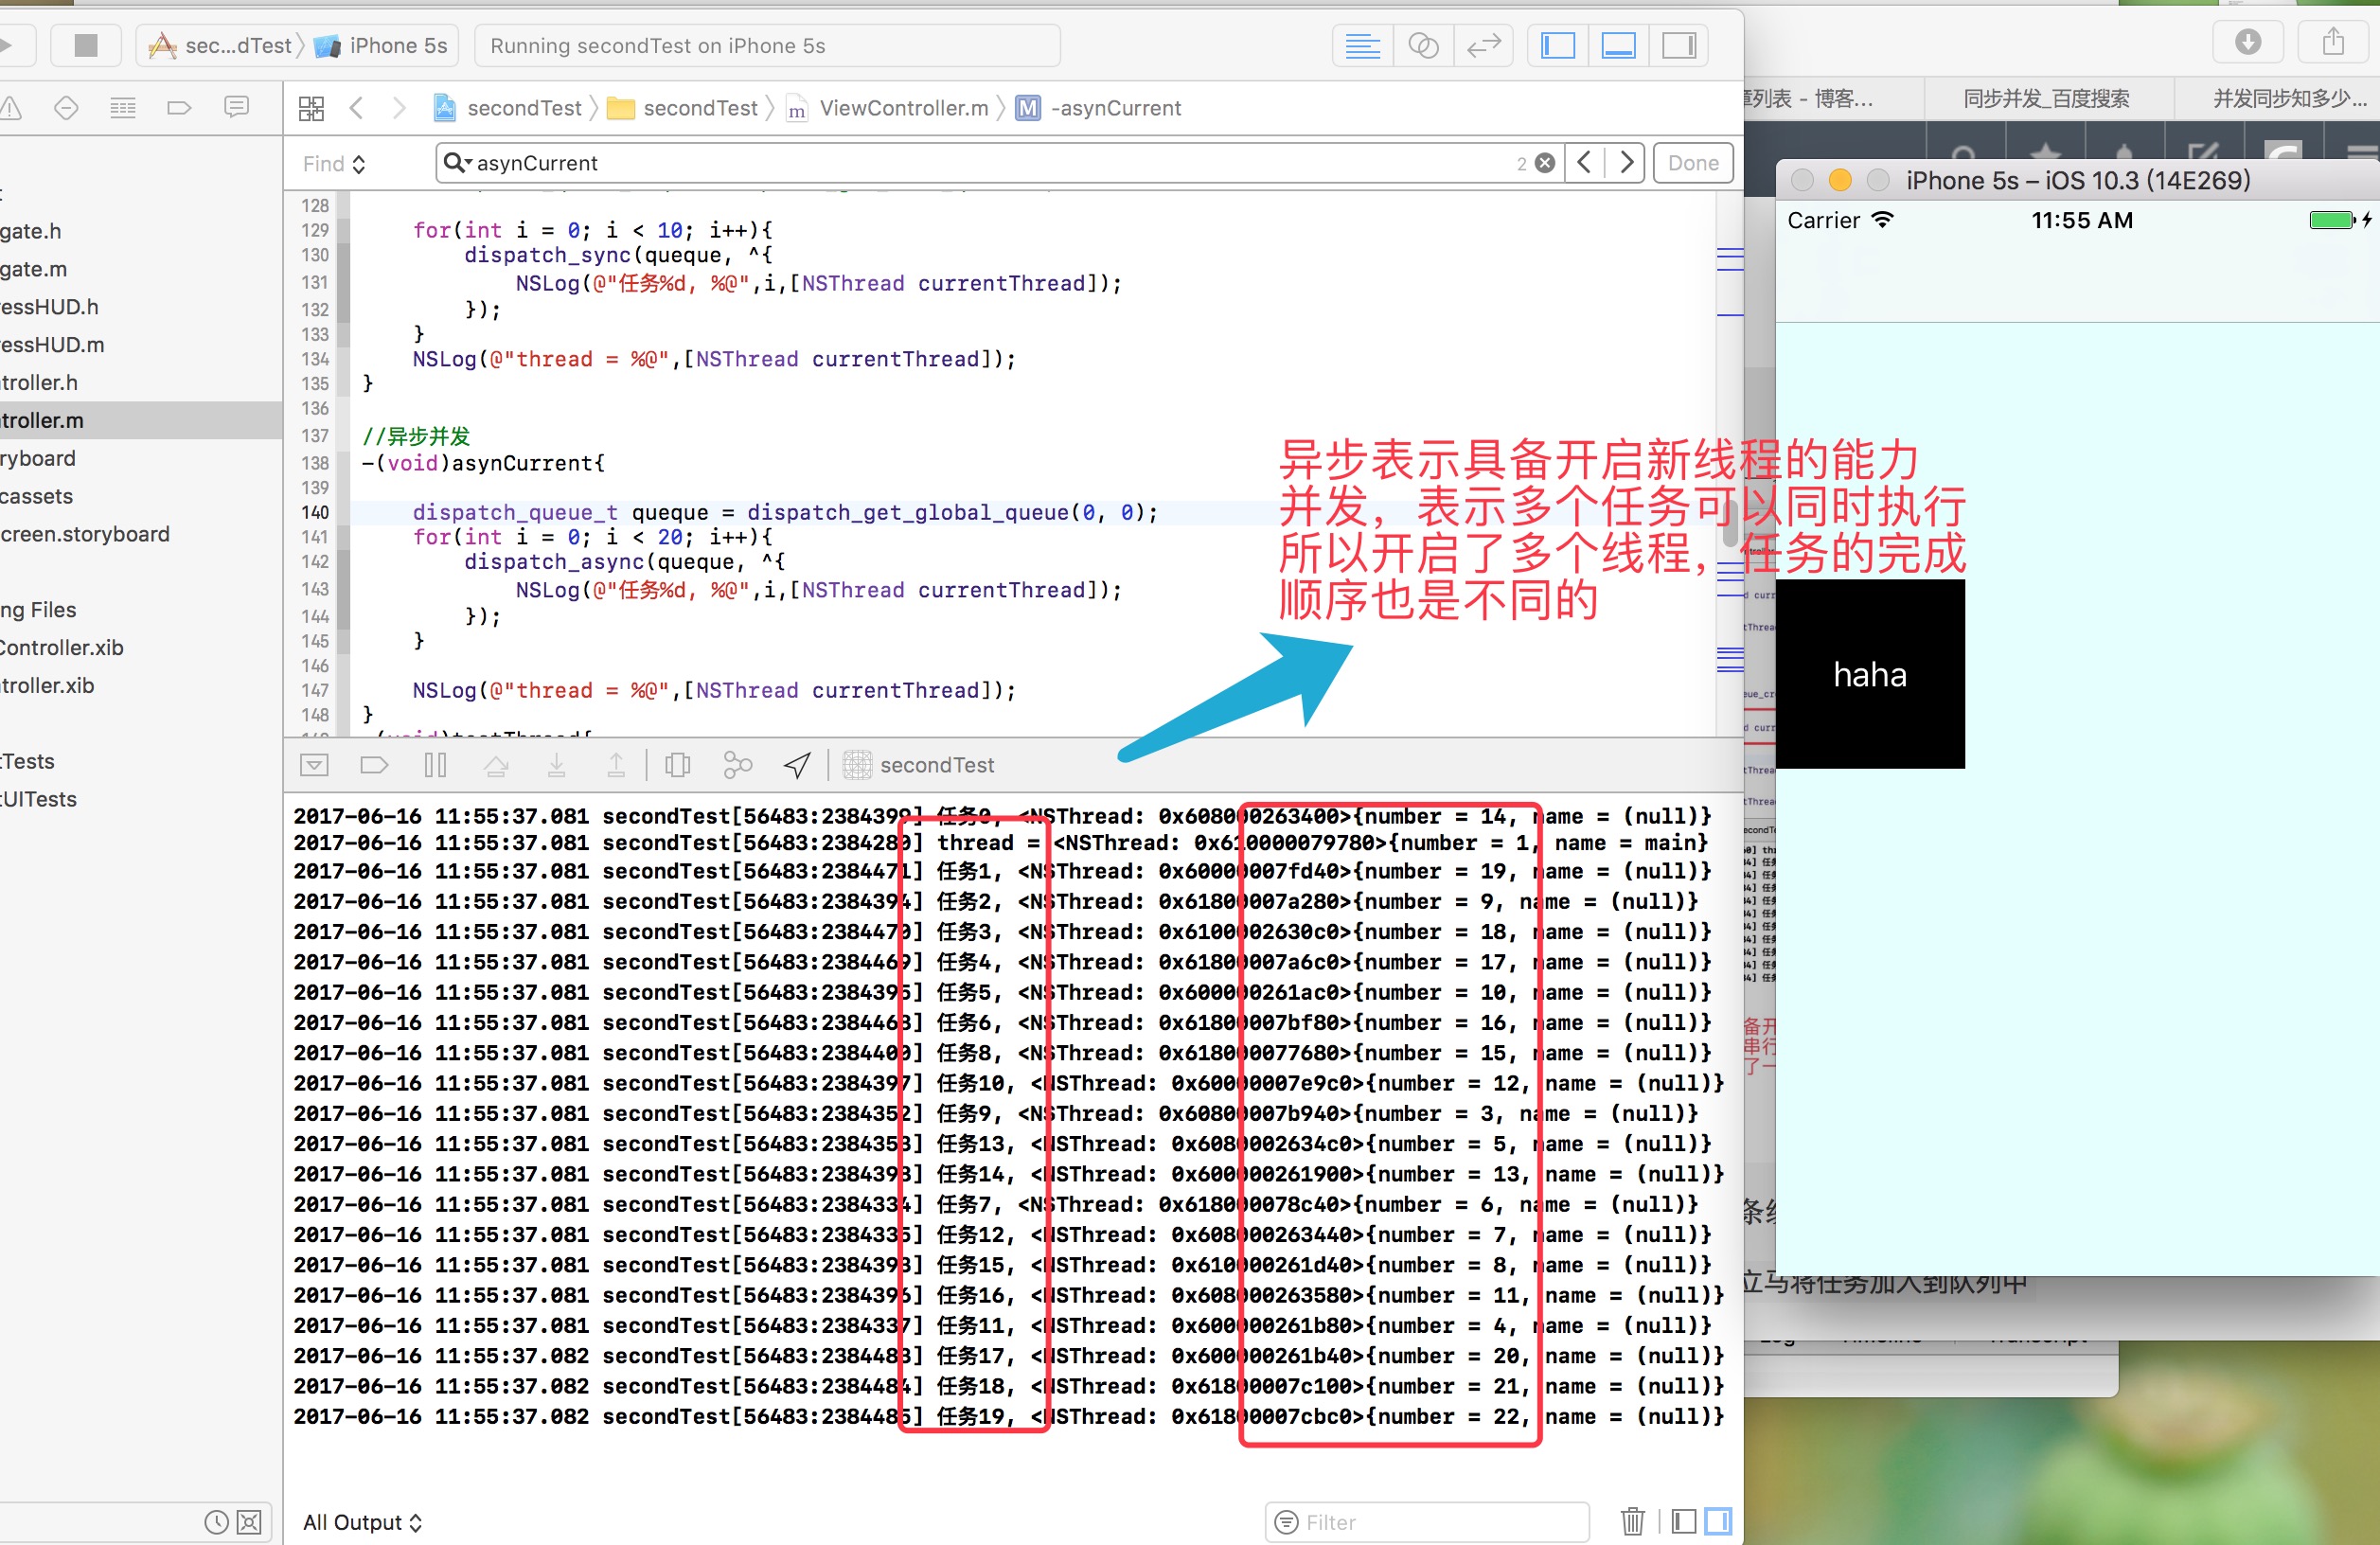 sec...dTest
iPhone 5s
Running secondTest on iPhone 5s
章列表 - 博客...
同步并发_百度搜索
并发同步知多少...
secondTest
secondTest
ViewController.m
M
-asynCurrent
Find
asynCurrent
2
Done
iPhone 5s – iOS 10.3 (14E269)
Carrier
11:55 AM
gate.h
gate.m
essHUD.h
essHUD.m
troller.h
troller.m
ryboard
cassets
creen.storyboard
ng Files
Controller.xib
troller.xib
tTests
tUITests
128
129 for(int i = 0; i < 10; i++){
130 dispatch_sync(queque, ^{
131 NSLog(@"任务%d, %@",i,[NSThread currentThread]);
132 });
133 }
134 NSLog(@"thread = %@",[NSThread currentThread]);
135 }
136
137 //异步并发
138 -(void)asynCurrent{
139
140 dispatch_queue_t queque = dispatch_get_global_queue(0, 0);
141 for(int i = 0; i < 20; i++){
142 dispatch_async(queque, ^{
143 NSLog(@"任务%d, %@",i,[NSThread currentThread]);
144 });
145 }
146
147 NSLog(@"thread = %@",[NSThread currentThread]);
148 }
(void)testThread{
异步表示具备开启新线程的能力
并发，表示多个任务可以同时执行
所以开启了多个线程，任务的完成
顺序也是不同的
haha
secondTest
2017-06-16 11:55:37.081 secondTest[56483:2384399] 任务0, <NSThread: 0x608000263400>{number = 14, name = (null)}
2017-06-16 11:55:37.081 secondTest[56483:2384280] thread = <NSThread: 0x610000079780>{number = 1, name = main}
2017-06-16 11:55:37.081 secondTest[56483:2384471] 任务1, <NSThread: 0x60000007fd40>{number = 19, name = (null)}
2017-06-16 11:55:37.081 secondTest[56483:2384394] 任务2, <NSThread: 0x61800007a280>{number = 9, name = (null)}
2017-06-16 11:55:37.081 secondTest[56483:2384470] 任务3, <NSThread: 0x6100002630c0>{number = 18, name = (null)}
2017-06-16 11:55:37.081 secondTest[56483:2384469] 任务4, <NSThread: 0x61800007a6c0>{number = 17, name = (null)}
2017-06-16 11:55:37.081 secondTest[56483:2384395] 任务5, <NSThread: 0x600000261ac0>{number = 10, name = (null)}
2017-06-16 11:55:37.081 secondTest[56483:2384468] 任务6, <NSThread: 0x61800007bf80>{number = 16, name = (null)}
2017-06-16 11:55:37.081 secondTest[56483:2384400] 任务8, <NSThread: 0x618000077680>{number = 15, name = (null)}
2017-06-16 11:55:37.081 secondTest[56483:2384397] 任务10, <NSThread: 0x60000007e9c0>{number = 12, name = (null)}
2017-06-16 11:55:37.081 secondTest[56483:2384352] 任务9, <NSThread: 0x60800007b940>{number = 3, name = (null)}
2017-06-16 11:55:37.081 secondTest[56483:2384353] 任务13, <NSThread: 0x6080002634c0>{number = 5, name = (null)}
2017-06-16 11:55:37.081 secondTest[56483:2384398] 任务14, <NSThread: 0x600000261900>{number = 13, name = (null)}
2017-06-16 11:55:37.081 secondTest[56483:2384334] 任务7, <NSThread: 0x618000078c40>{number = 6, name = (null)}
2017-06-16 11:55:37.081 secondTest[56483:2384335] 任务12, <NSThread: 0x608000263440>{number = 7, name = (null)}
2017-06-16 11:55:37.081 secondTest[56483:2384393] 任务15, <NSThread: 0x610000261d40>{number = 8, name = (null)}
2017-06-16 11:55:37.081 secondTest[56483:2384396] 任务16, <NSThread: 0x608000263580>{number = 11, name = (null)}
2017-06-16 11:55:37.081 secondTest[56483:2384337] 任务11, <NSThread: 0x600000261b80>{number = 4, name = (null)}
2017-06-16 11:55:37.082 secondTest[56483:2384483] 任务17, <NSThread: 0x600000261b40>{number = 20, name = (null)}
2017-06-16 11:55:37.082 secondTest[56483:2384484] 任务18, <NSThread: 0x61800007c100>{number = 21, name = (null)}
2017-06-16 11:55:37.082 secondTest[56483:2384485] 任务19, <NSThread: 0x61800007cbc0>{number = 22, name = (null)}
立马将任务加入到队列中
All Output
Filter